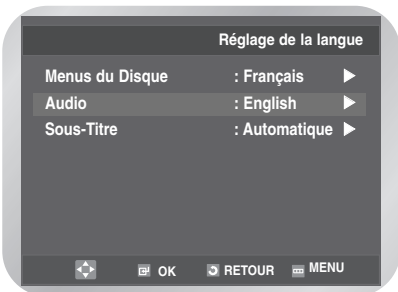 Réglage de la langue
Menus du Disque : Français
Audio : English
Sous-Titre : Automatique
OK RETOUR MENU